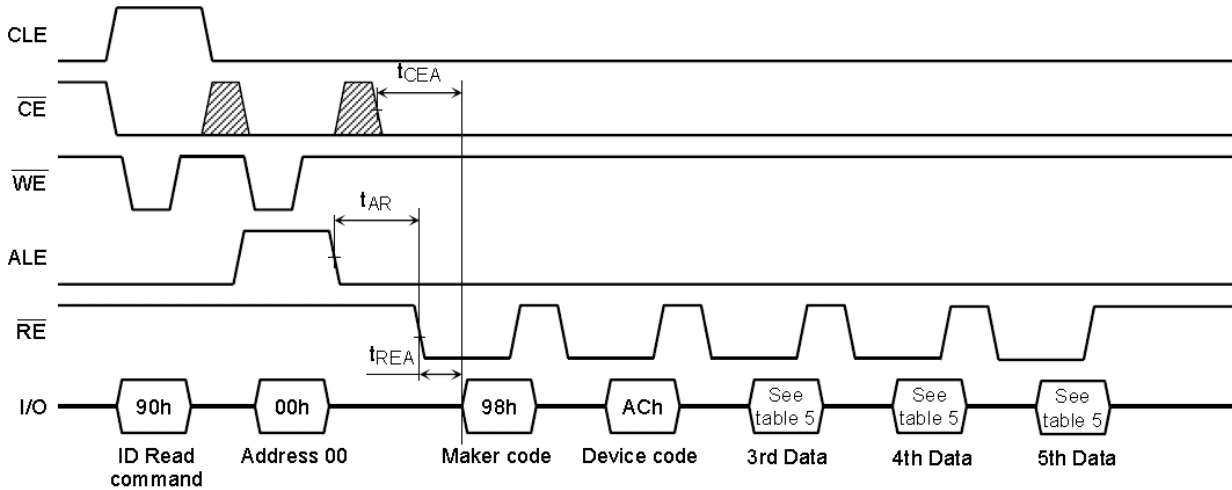 CLE
tCEA
CE
WE
tAR
ALE
RE
tREA
I/O
90h
00h
98h
ACh
See
table 5
See
table 5
See
table 5
ID Read
command
Address 00
Maker code
Device code
3rd Data
4th Data
5th Data